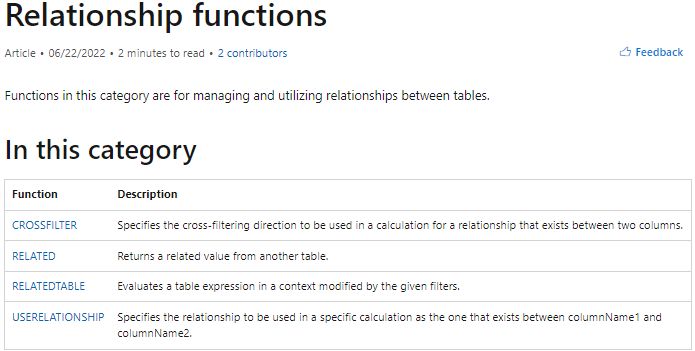 Relationship functions
Article • 06/22/2022 • 2 minutes to read • 2 contributors
Feedback
Functions in this category are for managing and utilizing relationships between tables.
In this category
Function Description
CROSSFILTER Specifies the cross-filtering direction to be used in a calculation for a relationship that exists between two columns.
RELATED Returns a related value from another table.
RELATEDTABLE Evaluates a table expression in a context modified by the given filters.
USERELATIONSHIP Specifies the relationship to be used in a specific calculation as the one that exists between columnName1 and
columnName2.